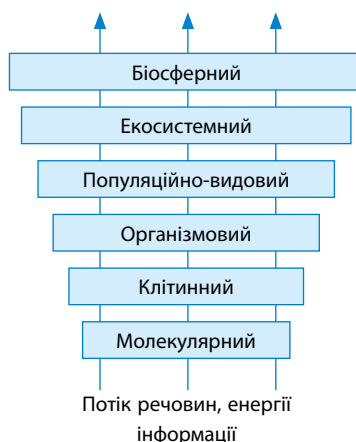 Біосферний
Екосистемний
Популяційно-видовий
Організмовий
Клітинний
Молекулярний
Потік речовин, енергії
інформації